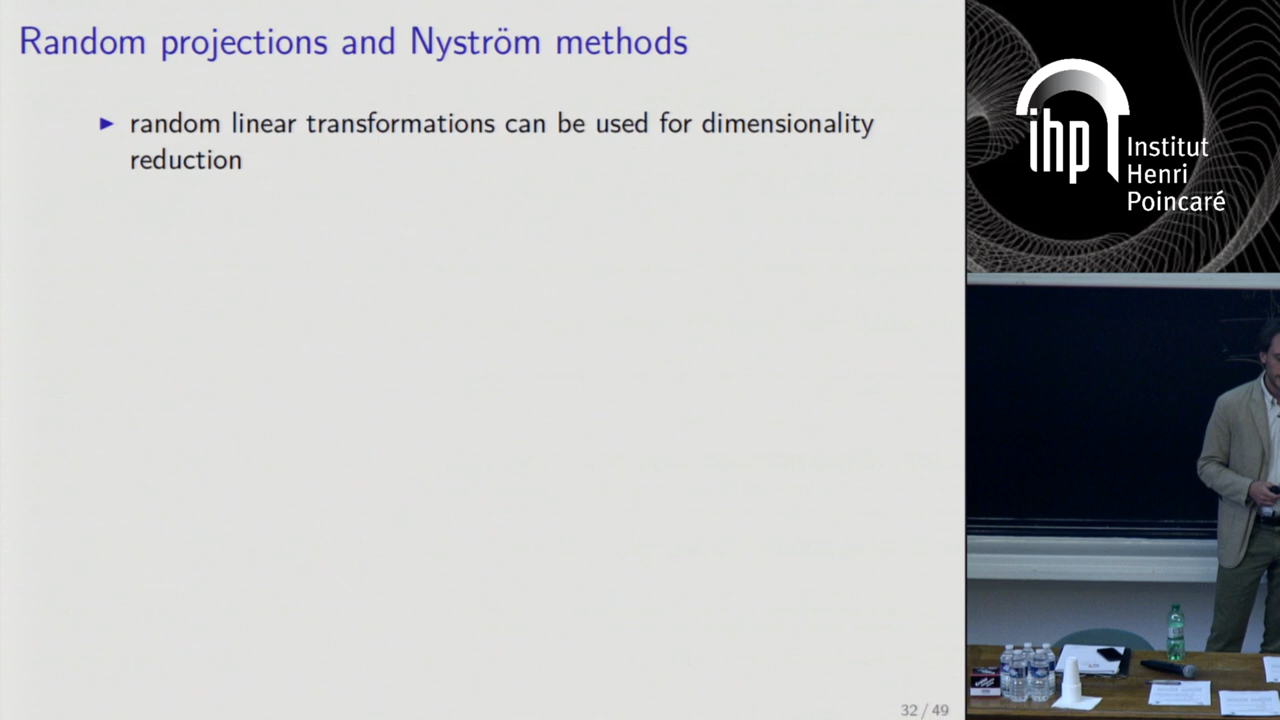 Random projections and Nyström methods
► random linear transformations can be used for dimensionality
reduction
32 / 49
ihp
Institut
Henri
Poincaré